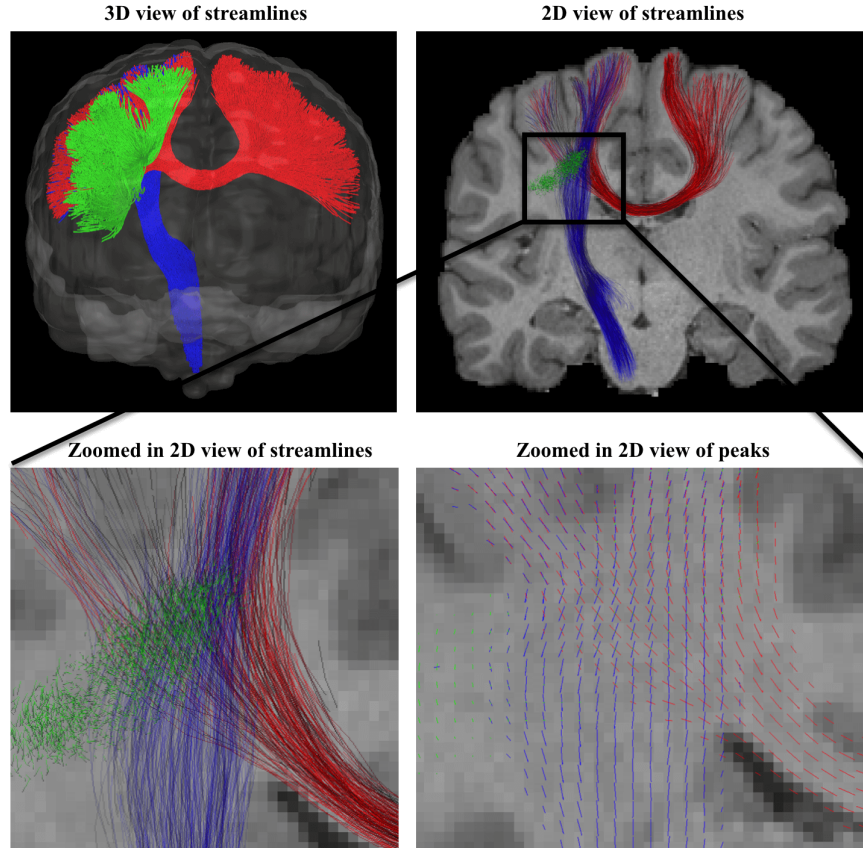 3D view of streamlines
2D view of streamlines
Zoomed in 2D view of streamlines
Zoomed in 2D view of peaks